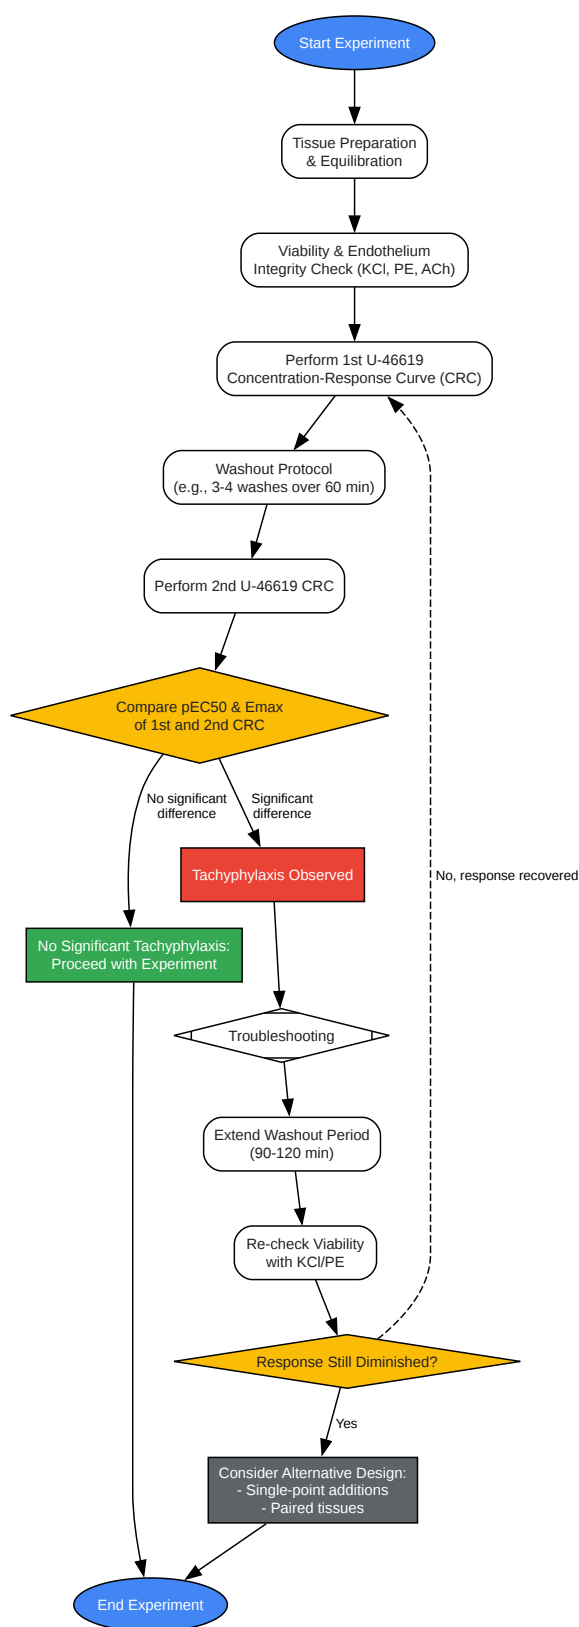 Start Experiment
Tissue Preparation
& Equilibration
Viability & Endothelium
Integrity Check (KCl, PE, ACh)
Perform 1st U-46619
Concentration-Response Curve (CRC)
Washout Protocol
(e.g., 3-4 washes over 60 min)
Perform 2nd U-46619 CRC
Compare pEC50 & Emax
of 1st and 2nd CRC
No significant
difference
Significant
difference
Tachyphylaxis Observed
No, response recovered
No Significant Tachyphylaxis:
Proceed with Experiment
Troubleshooting
Extend Washout Period
(90-120 min)
Re-check Viability
with KCl/PE
Response Still Diminished?
Yes
Consider Alternative Design:
- Single-point additions
- Paired tissues
End Experiment